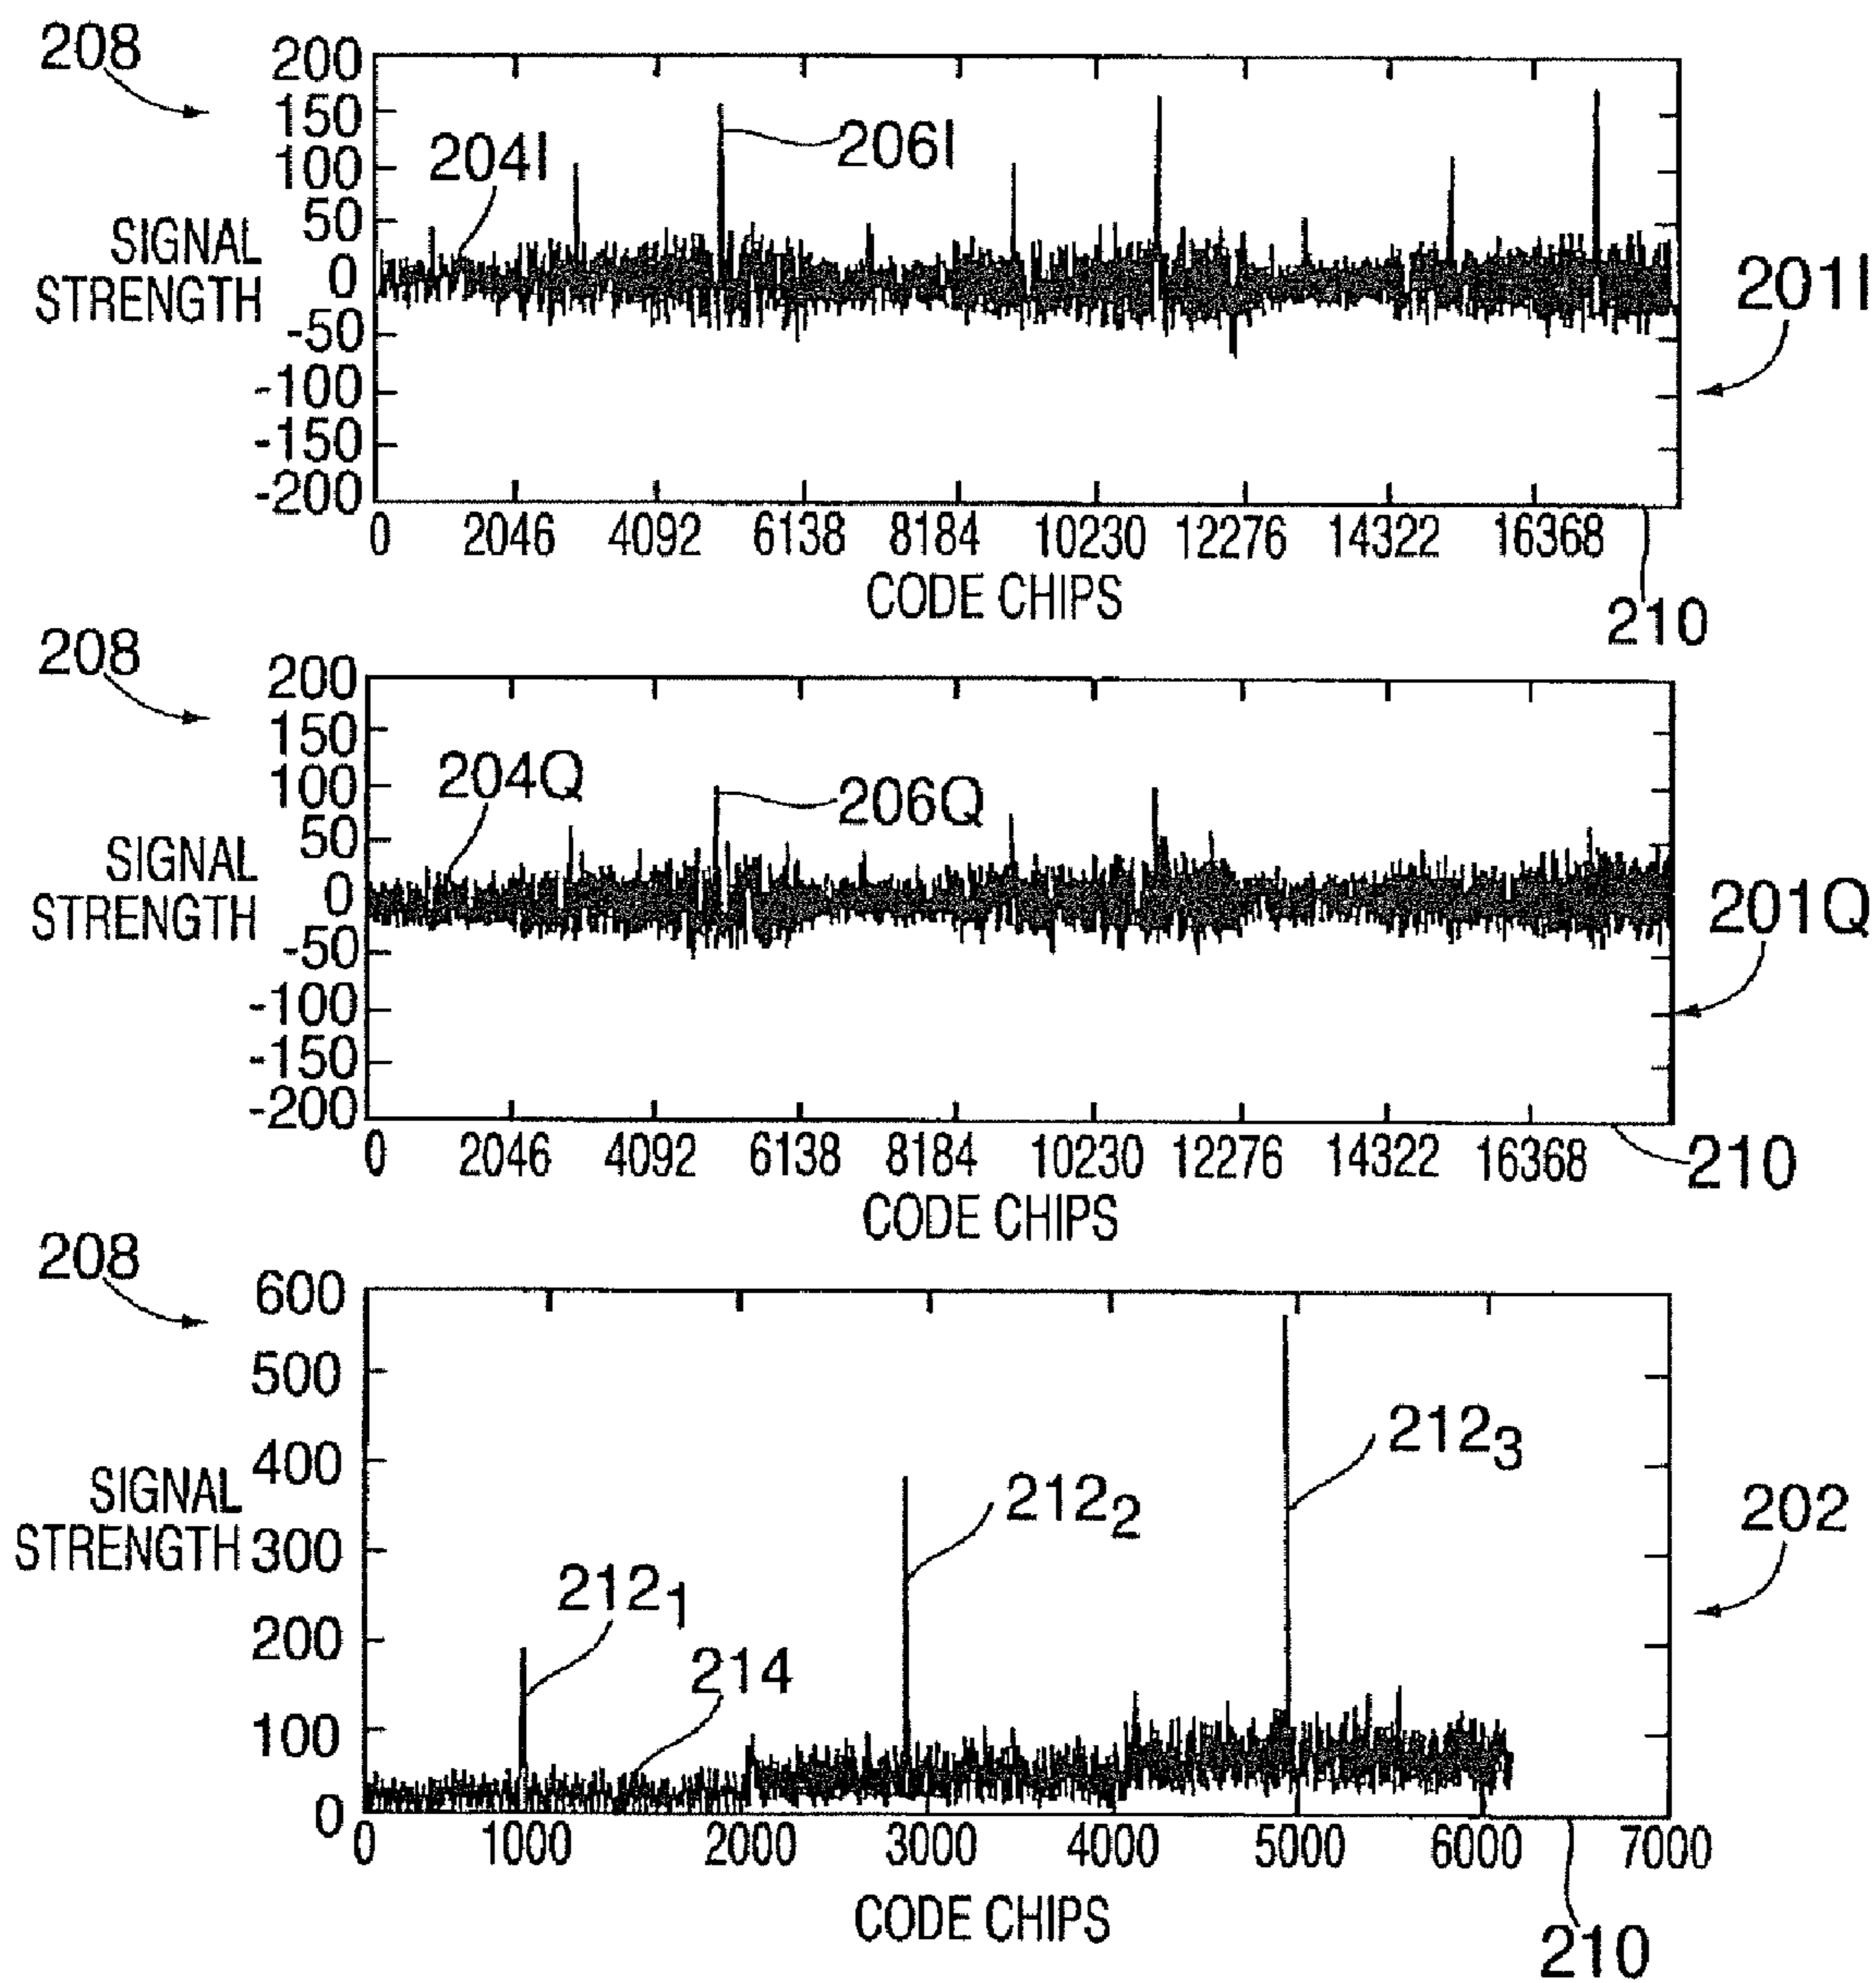 208
200
150
100
50
0
-50
-100
-150
-200
SIGNAL
STRENGTH
204I
206I
201I
0 2046 4092 6138 8184 10230 12276 14322 16368
CODE CHIPS
210
208
200
150
100
50
0
-50
-100
-150
-200
SIGNAL
STRENGTH
204Q
206Q
201Q
0 2046 4092 6138 8184 10230 12276 14322 16368
CODE CHIPS
210
208
600
500
400
300
200
100
0
SIGNAL
STRENGTH
212₁
214
212₂
212₃
202
0 1000 2000 3000 4000 5000 6000 7000
CODE CHIPS
210